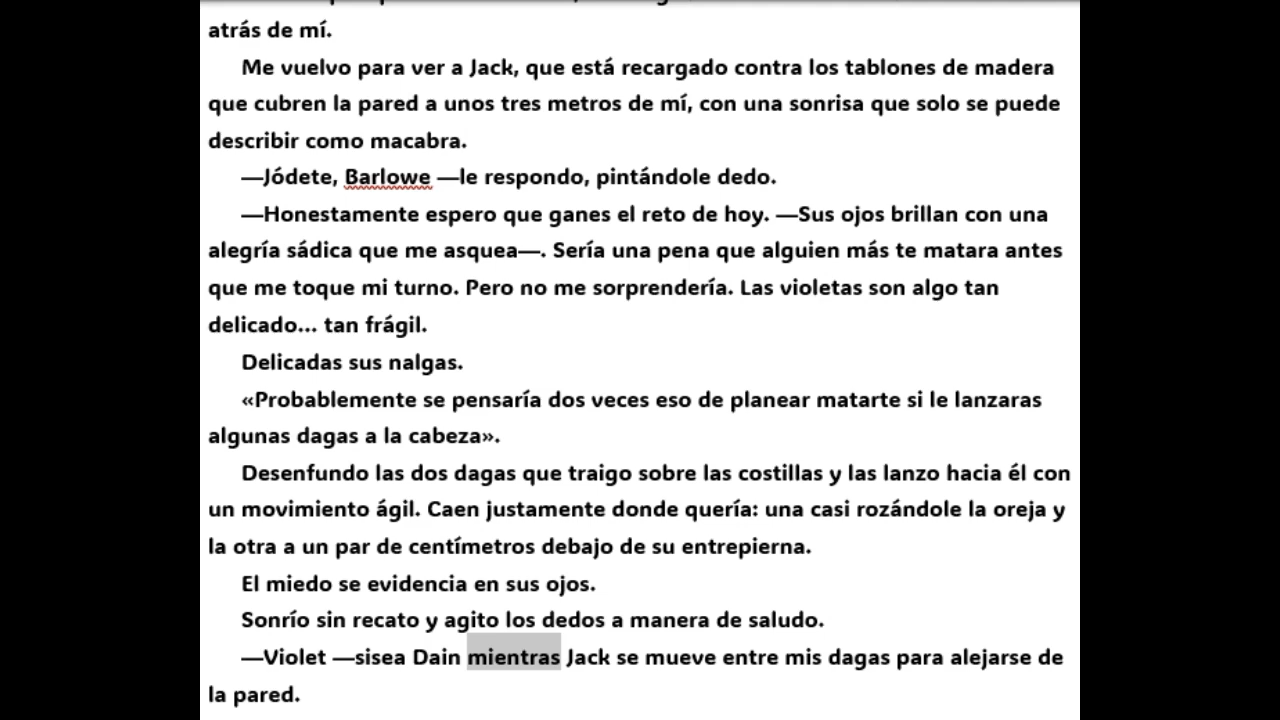 atrás de mí.
Me vuelvo para ver a Jack, que está recargado contra los tablones de madera
que cubren la pared a unos tres metros de mí, con una sonrisa que solo se puede
describir como macabra.
—Jódete, Barlowe —le respondo, pintándole dedo.
—Honestamente espero que ganes el reto de hoy. —Sus ojos brillan con una
alegría sádica que me asquea—. Sería una pena que alguien más te matara antes
que me toque mi turno. Pero no me sorprendería. Las violetas son algo tan
delicado... tan frágil.
Delicadas sus nalgas.
«Probablemente se pensaría dos veces eso de planear matarte si le lanzaras
algunas dagas a la cabeza».
Desenfundo las dos dagas que traigo sobre las costillas y las lanzo hacia él con
un movimiento ágil. Caen justamente donde quería: una casi rozándole la oreja y
la otra a un par de centímetros debajo de su entrepierna.
El miedo se evidencia en sus ojos.
Sonrío sin recato y agito los dedos a manera de saludo.
—Violet —sisea Dain mientras Jack se mueve entre mis dagas para alejarse de
la pared.